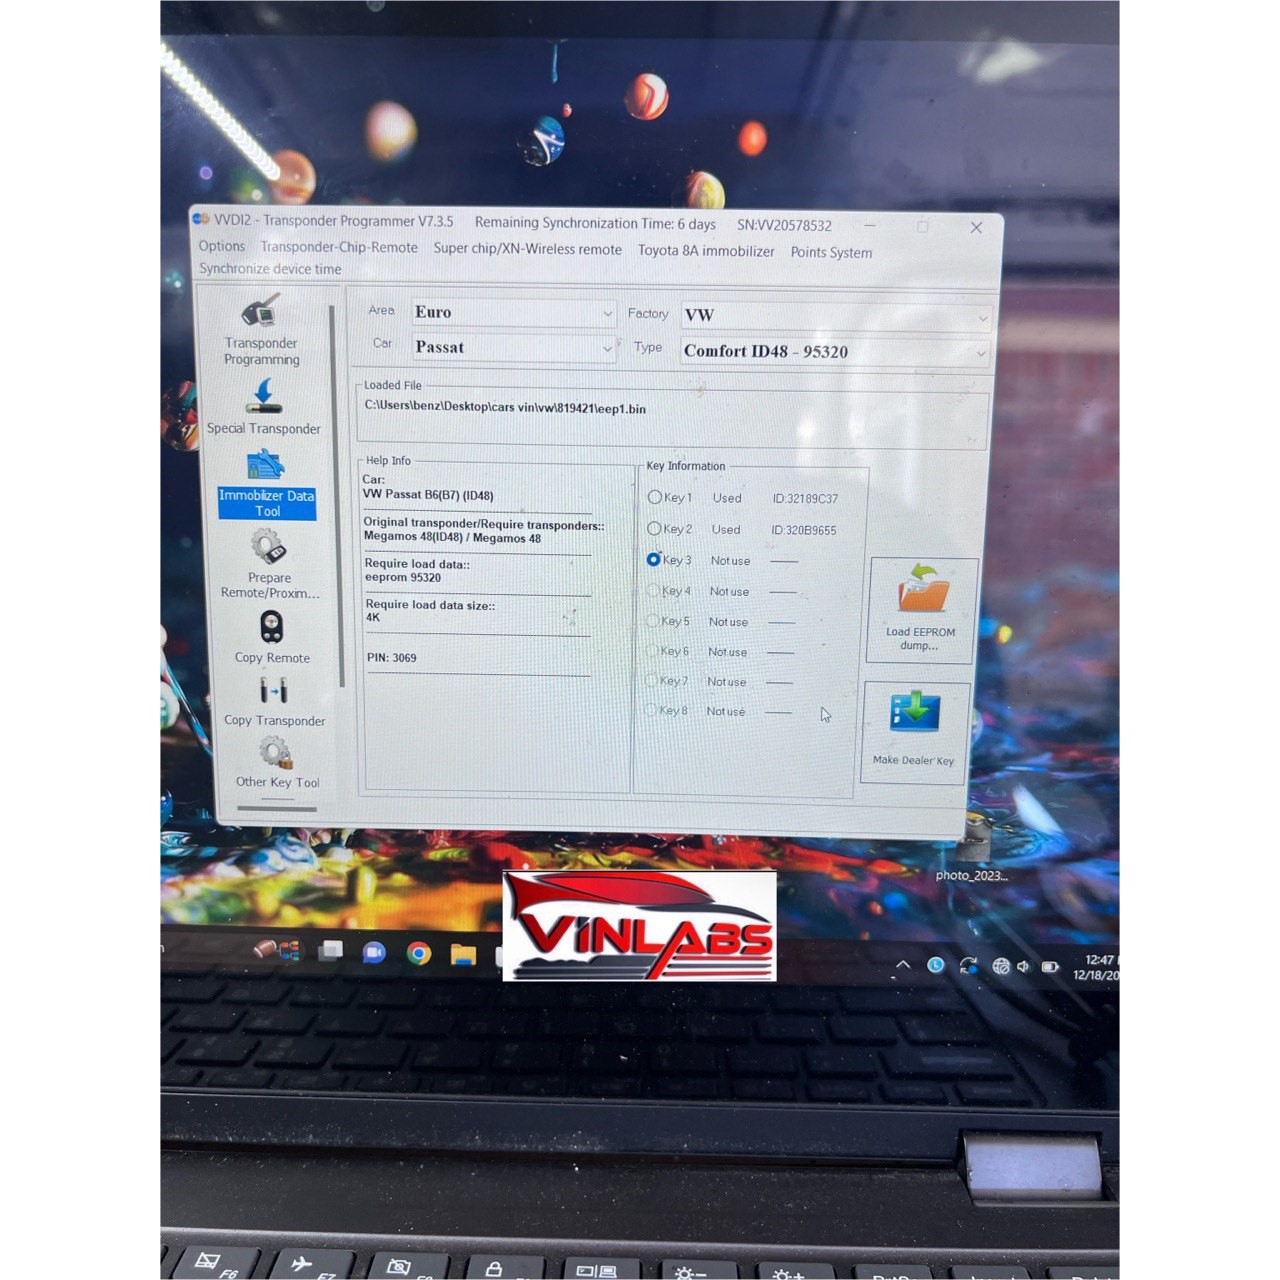 VVDI2 - Transponder Programmer V7.3.5 Remaining Synchronization Time: 6 days SN:VV20578532
Options Transponder-Chip-Remote Super chip/XN-Wireless remote Toyota 8A immobilizer Points System
Synchronize device time
Transponder
Programming
Special Transponder
Immobilizer Data
Tool
Prepare
Remote/Proxim...
Copy Remote
Copy Transponder
Other Key Tool
Area Euro Factory VW
Car Passat Type Comfort ID48 - 95320
Loaded File
C:\Users\benz\Desktop\cars vin\vw\819421\eep1.bin
Help Info
Car:
VW Passat B6(B7) (ID48)
Original transponder/Require transponders::
Megamos 48(ID48) / Megamos 48
Require load data::
eeprom 95320
Require load data size::
4K
PIN: 3069
Key Information
Key 1 Used ID:32189C37
Key 2 Used ID:320B9655
Key 3 Not use
Key 4 Not use
Key 5 Not use
Key 6 Not use
Key 7 Not use
Key 8 Not use
Load EEPROM
dump...
Make Dealer Key
photo_2023...
VINLABS
12:47
12/18/20
F6
F7